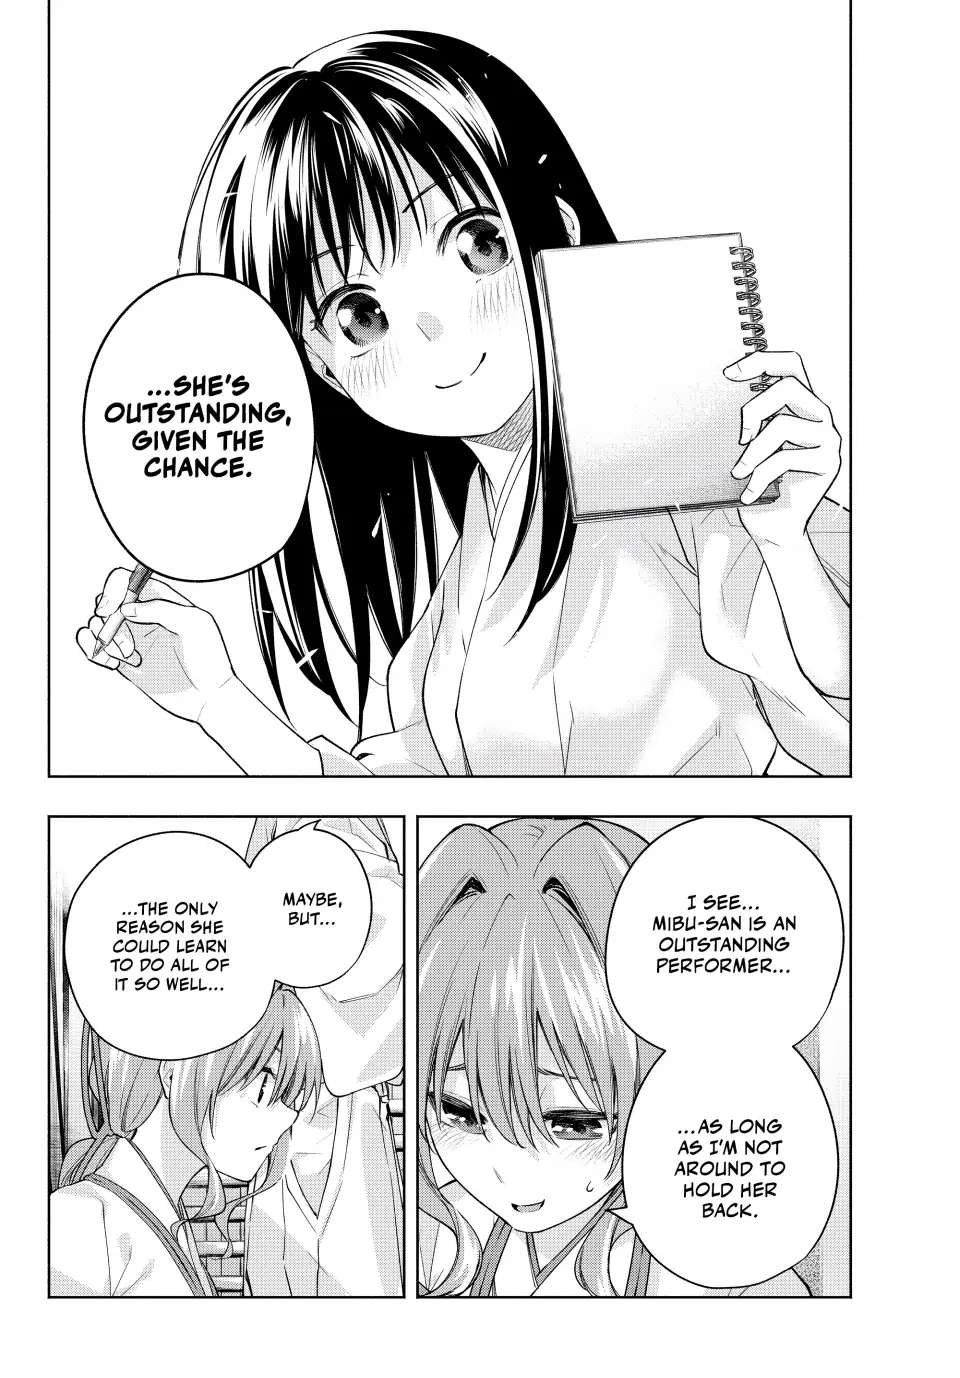 ...SHE'S
OUTSTANDING,
GIVEN THE
CHANCE.
I SEE...
MIBU-SAN IS AN
OUTSTANDING
PERFORMER...
...AS LONG
AS I'M NOT
AROUND TO
HOLD HER
BACK.
MAYBE,
BUT...
...THE ONLY
REASON SHE
COULD LEARN
TO DO ALL OF
IT SO WELL...